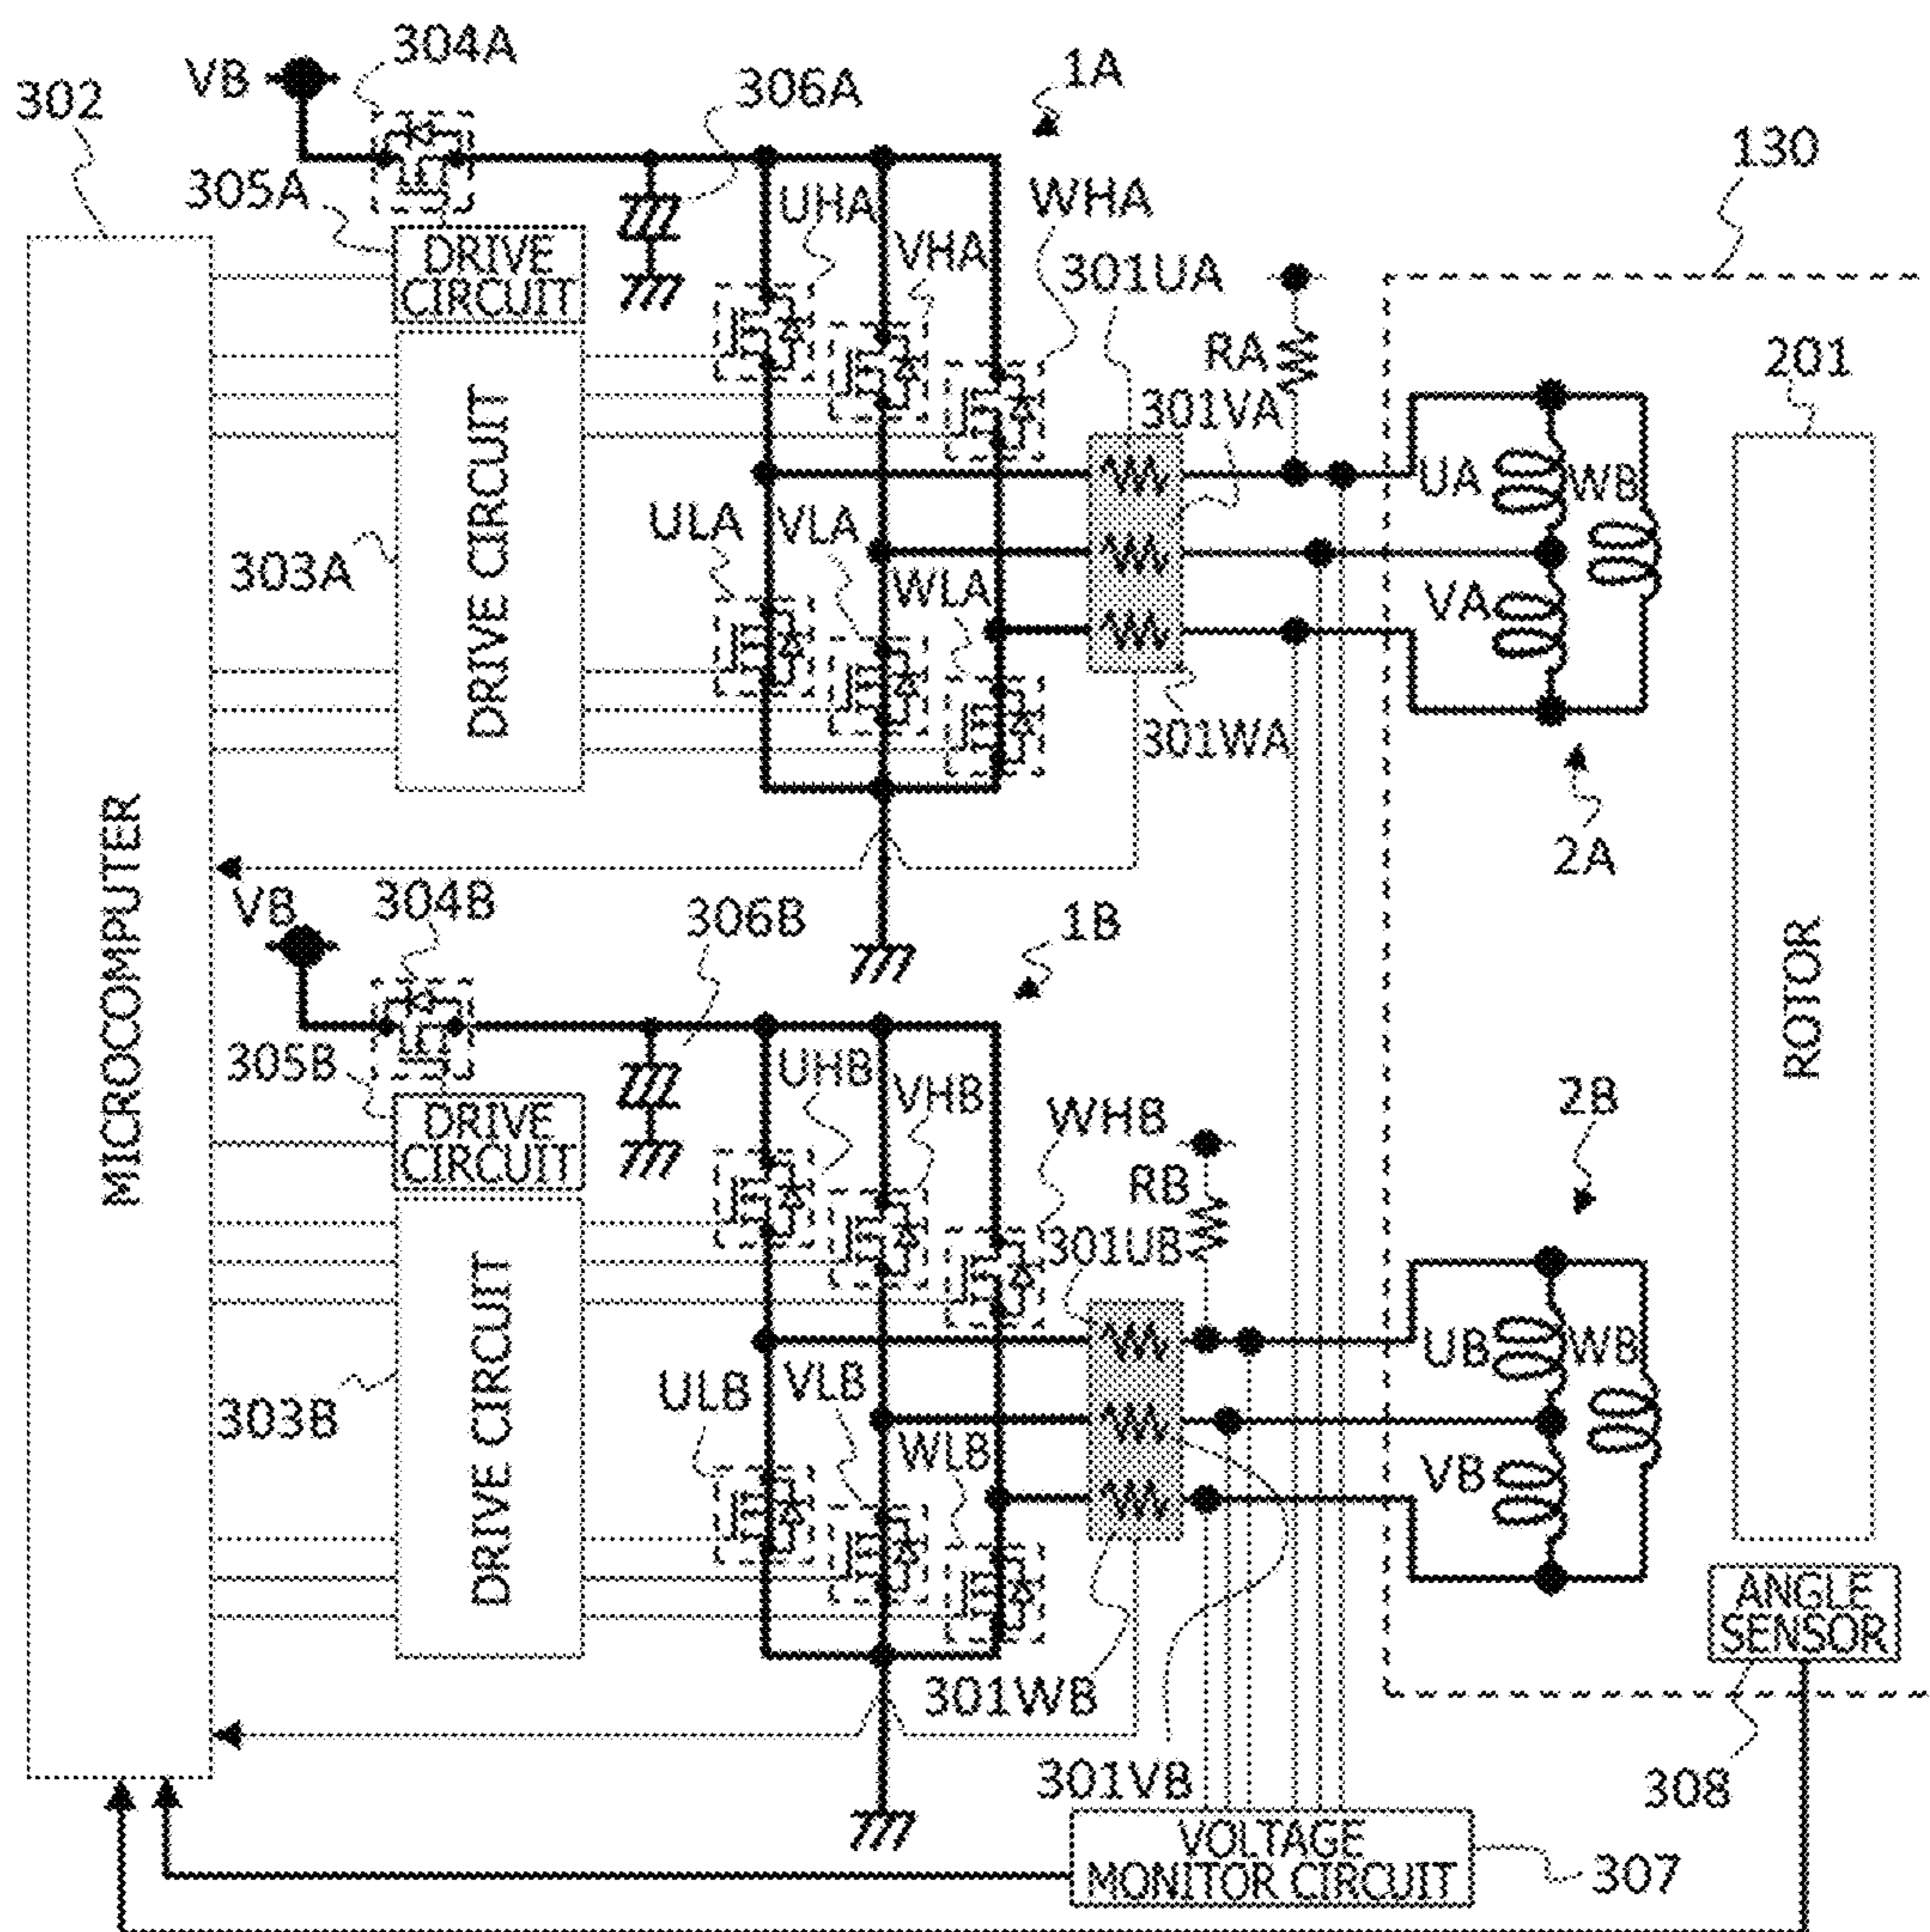 304A
VB
306A
1A
302
130
305A
UHA
WHA
VHA
301UA
DRIVE
CIRCUIT
RA
201
301VA
DRIVE CIRCUIT
UA
WB
ULA
VLA
303A
WLA
VA
301WA
MICROCOMPUTER
2A
VB
304B
306B
1B
ROTOR
305B
UHB
VHB
WHB
2B
DRIVE
CIRCUIT
RB
301UB
DRIVE CIRCUIT
UB
WB
ULB
VLB
303B
WLB
VB
ANGLE
SENSOR
301WB
301VB
308
VOLTAGE
MONITOR CIRCUIT
307